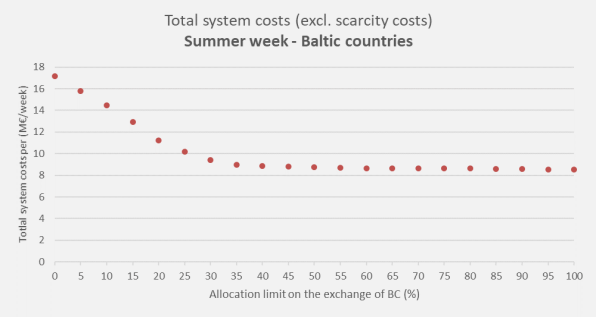 Total system costs (excl. scarcity costs)
Summer week - Baltic countries
Totlal system costs per (M€/week)
18
16
14
12
10
8
6
4
2
0
0 5 10 15 20 25 30 35 40 45 50 55 60 65 70 75 80 85 90 95 100
Allocation limit on the exchange of BC (%)